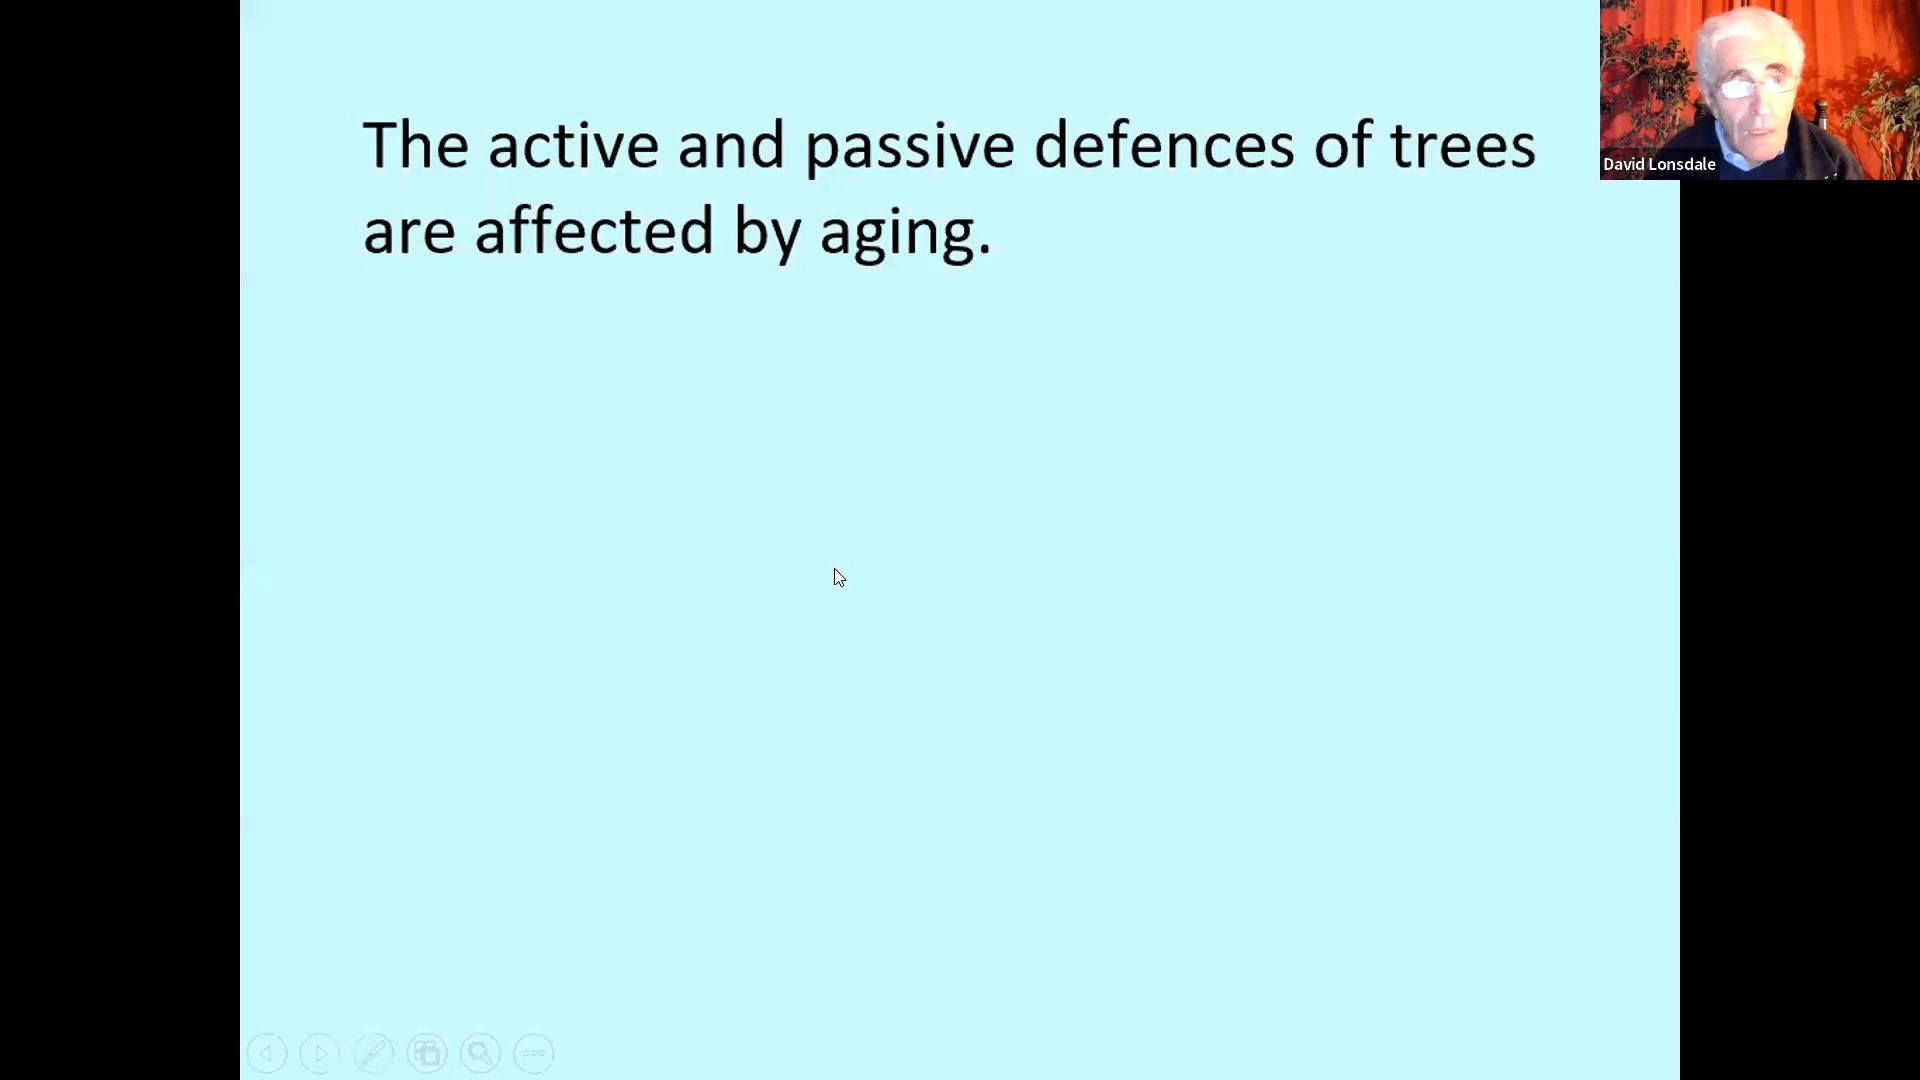 The active and passive defences of trees
are affected by aging.
David Lonsdale